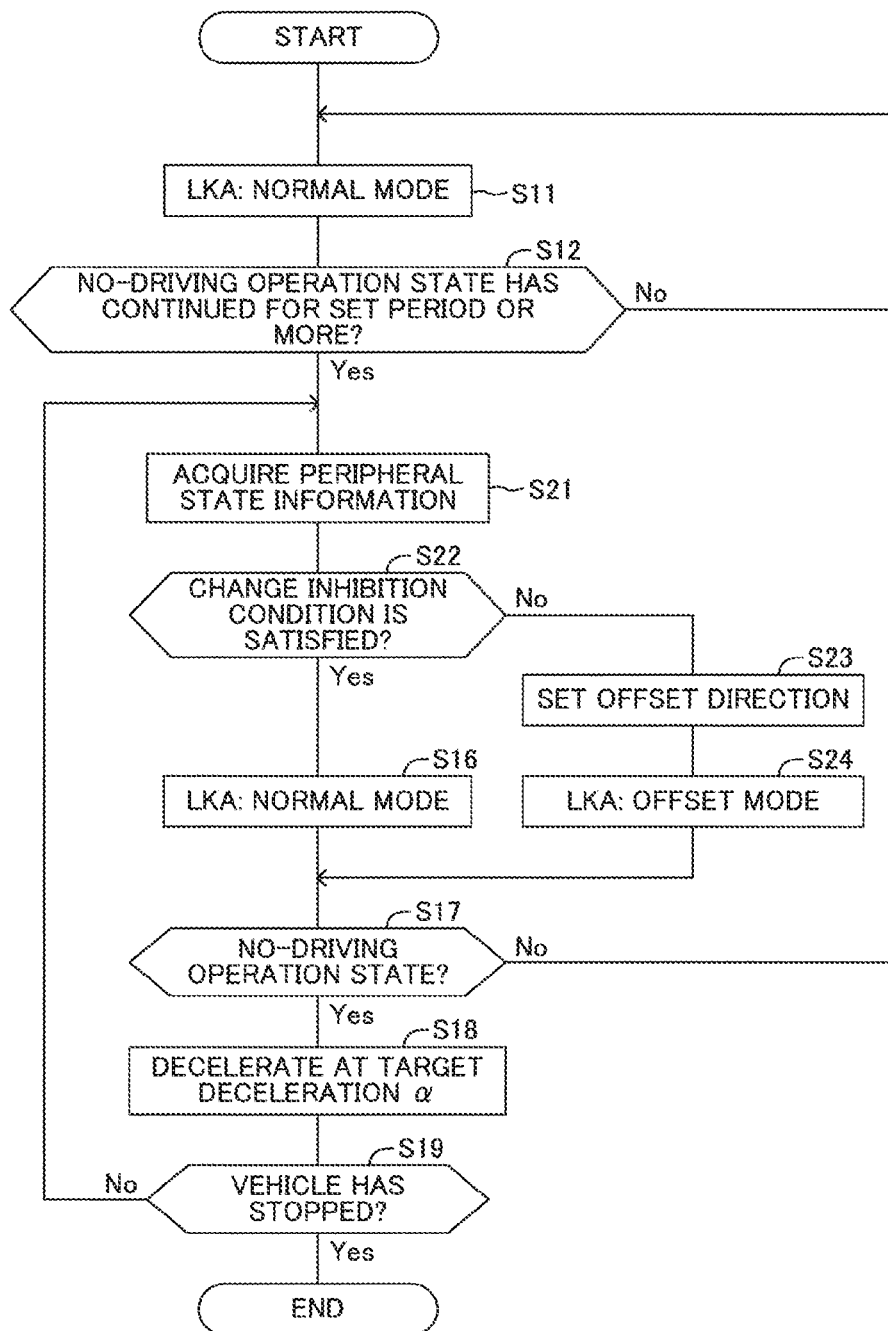 START
LKA: NORMAL MODE
S11
S12
NO-DRIVING OPERATION STATE HAS
CONTINUED FOR SET PERIOD OR
MORE?
No
Yes
ACQUIRE PERIPHERAL
STATE INFORMATION
S21
S22
CHANGE INHIBITION
CONDITION IS
SATISFIED?
No
Yes
S23
SET OFFSET DIRECTION
S16
LKA: NORMAL MODE
S24
LKA: OFFSET MODE
S17
NO-DRIVING
OPERATION STATE?
No
Yes
S18
DECELERATE AT TARGET
DECELERATION α
S19
No
VEHICLE HAS
STOPPED?
Yes
END